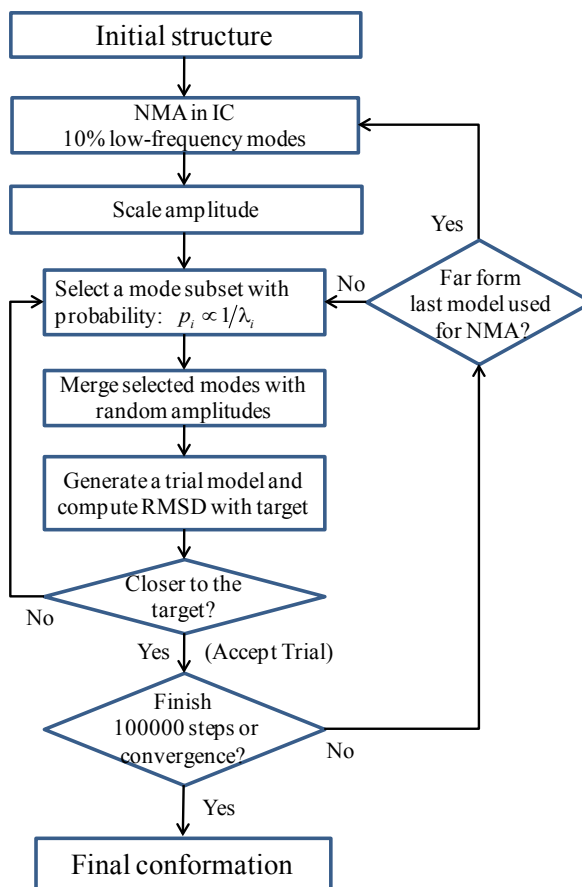 Initial structure
NMA in IC
10% low-frequency modes
Scale amplitude
Yes
Select a mode subset with
probability: p_i ∝ 1/λ_i
No
Far form
last model used
for NMA?
Merge selected modes with
random amplitudes
Generate a trial model and
compute RMSD with target
Closer to the
target?
No
Yes (Accept Trial)
Finish
100000 steps or
convergence?
No
Yes
Final conformation